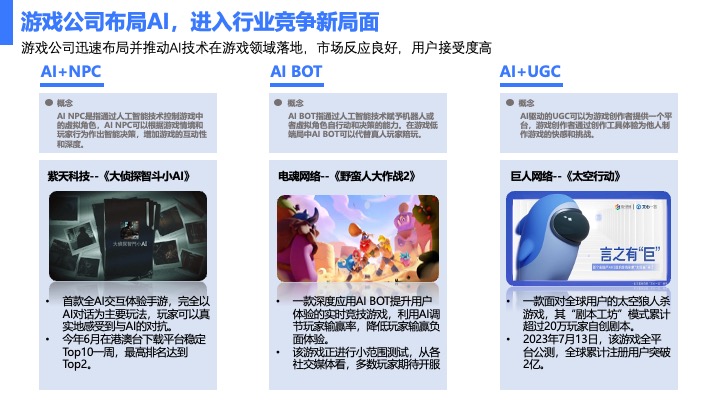 游戏公司布局AI，进入行业竞争新局面
游戏公司迅速布局并推动AI技术在游戏领域落地，市场反应良好，用户接受度高
AI+NPC
概念
AI NPC是指通过人工智能技术控制游戏中
的虚拟角色，AI NPC可以根据游戏情境和
玩家行为作出智能决策，增加游戏的互动性
和深度。
紫天科技--《大侦探智斗小AI》
大侦探智斗小AI
• 首款全AI交互体验手游，完全以
AI对话为主要玩法，玩家可以真
实地感受到与AI的对抗。
• 今年6月在港澳台下载平台稳定
Top10一周，最高排名达到
Top2。
AI BOT
概念
AI BOT指通过人工智能技术赋予机器人或
者虚拟角色自行动和决策的能力。在游戏低
端局中AI BOT可以代替真人玩家陪玩。
电魂网络--《野蛮人大作战2》
• 一款深度应用AI BOT提升用户
体验的实时竞技游戏，利用AI调
节玩家输赢率，降低玩家输赢负
面体验。
• 该游戏正进行小范围测试，从各
社交媒体看，多数玩家期待开服
AI+UGC
概念
AI驱动的UGC可以为游戏创作者提供一个平
台，游戏创作者通过创作工具体验为他人制
作游戏的快感和挑战。
巨人网络--《太空行动》
言之有“巨”
• 一款面对全球用户的太空狼人杀
游戏，其“剧本工坊”模式累计
超过20万玩家自创剧本。
• 2023年7月13日，该游戏全平
台公测，全球累计注册用户突破
2亿。